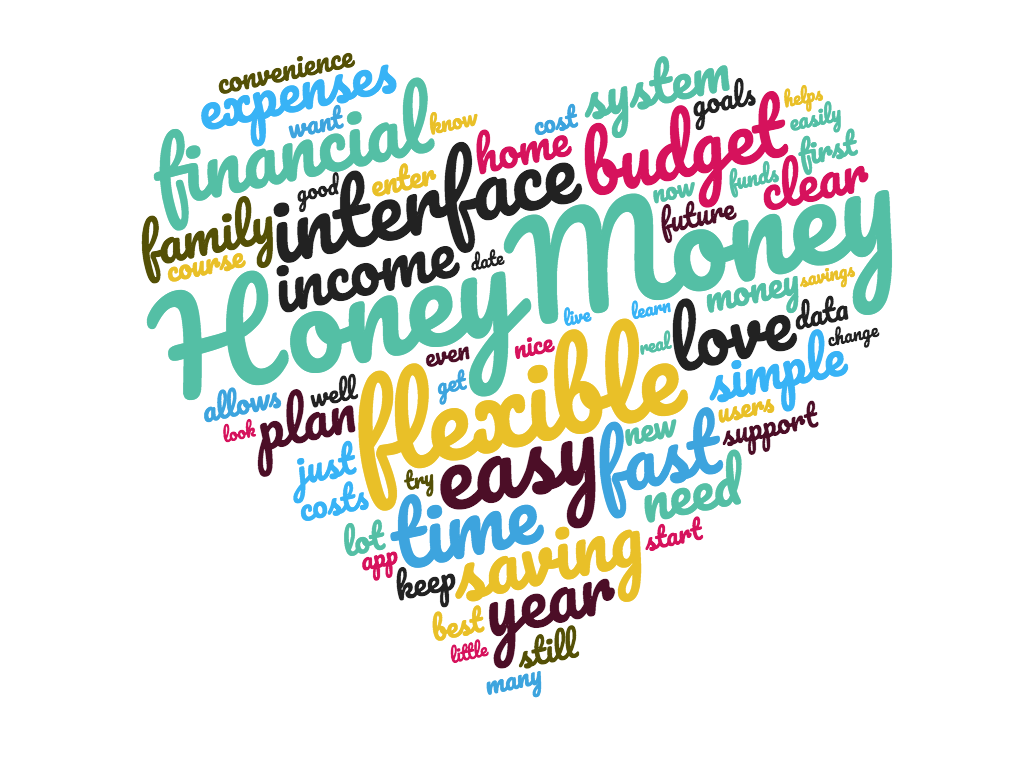 convenience
expenses
want
financial
know
cost
system
goals
helps
easily
home
budget
first
good
enter
interface
now
funds
clear
future
family
course
income
date
HoneyMoney
money
savings
live
learn
love
data
change
real
even
nice
flexible
get
simple
allows
well
look
plan
users
support
new
fast
easy
try
just
costs
need
time
lot
app
start
keep
saving
year
best
little
still
many